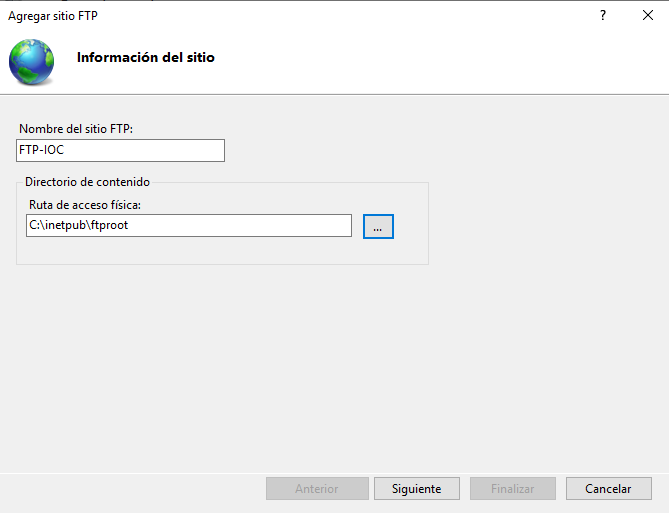 Agregar sitio FTP
?
Información del sitio
Nombre del sitio FTP:
FTP-IOC
Directorio de contenido
Ruta de acceso física:
C:\inetpub\ftproot
...
Anterior
Siguiente
Finalizar
Cancelar